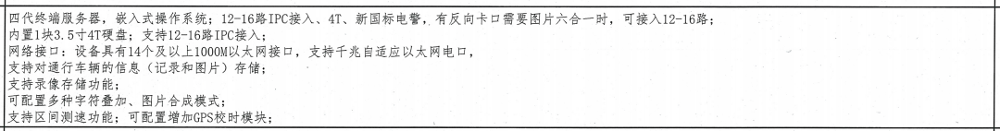 四代终端服务器，嵌入式操作系统；12-16路IPC接入、4T、新国标电警，有反向卡口需要图片六合一时，可接入12-16路；
内置1块3.5寸4T硬盘；支持12-16路IPC接入；
网络接口：设备具有14个及以上1000M以太网接口，支持千兆自适应以太网电口，
支持对通行车辆的信息（记录和图片）存储；
支持录像存储功能；
可配置多种字符叠加、图片合成模式；
支持区间测速功能；可配置增加GPS校时模块；